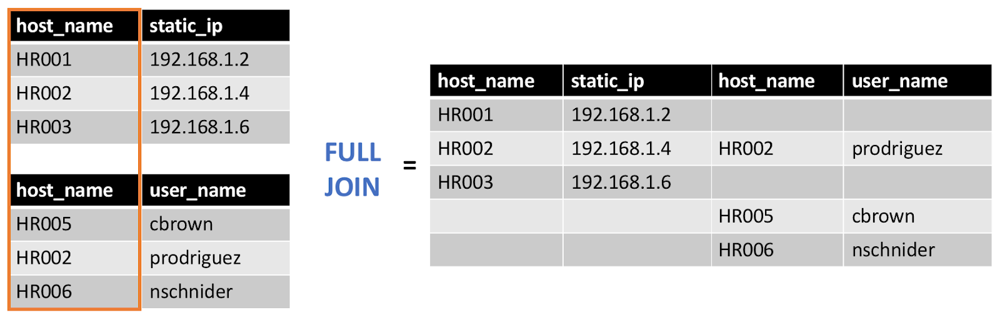 host_name static_ip
HR001 192.168.1.2
HR002 192.168.1.4
HR003 192.168.1.6
host_name user_name
HR005 cbrown
HR002 prodriguez
HR006 nschnider
FULL
JOIN
=
host_name static_ip host_name user_name
HR001 192.168.1.2
HR002 192.168.1.4 HR002 prodriguez
HR003 192.168.1.6
HR005 cbrown
HR006 nschnider